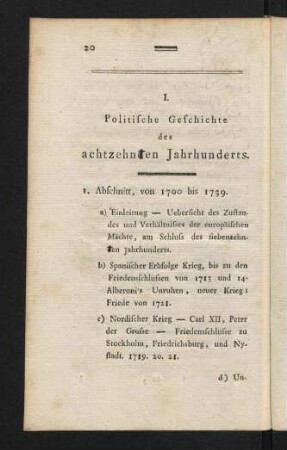 20
I.
Politische Geschichte
des
achtzehnten Jahrhunderts.
1. Abschnitt, von 1700 bis 1739.
a) Einleitung — Uebersicht des Zustan-
des und Verhältnisses der europäischen
Mächte, am Schluss des siebenzehn-
ten Jahrhunderts.
b) Spanischer Erbfolge Krieg, bis zu den
Friedenschlüssen von 1713 und 14-
Alberoni's Unruhen, neuer Krieg:
Friede von 1721.
c) Nordischer Krieg — Carl XII, Peter
der Grosse — Friedenschlüsse zu
Stockholm, Friedrichsburg, und Ny-
stadt. 1719. 20. 21.
d) Un-